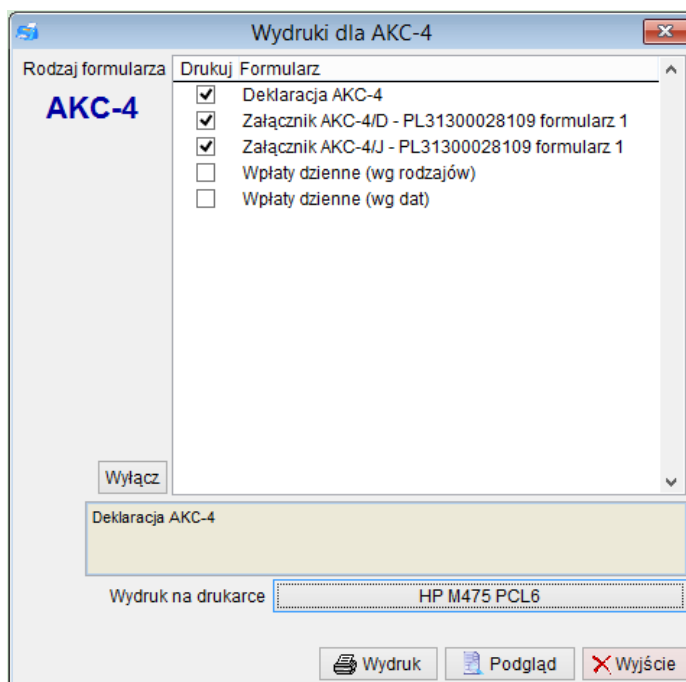 Wydruki dla AKC-4
Rodzaj formularza
AKC-4
Drukuj Formularz
Deklaracja AKC-4
Załącznik AKC-4/D - PL31300028109 formularz 1
Załącznik AKC-4/J - PL31300028109 formularz 1
Wpłaty dzienne (wg rodzajów)
Wpłaty dzienne (wg dat)
Wyłącz
Deklaracja AKC-4
Wydruk na drukarce HP M475 PCL6
Wydruk Podgląd Wyjście